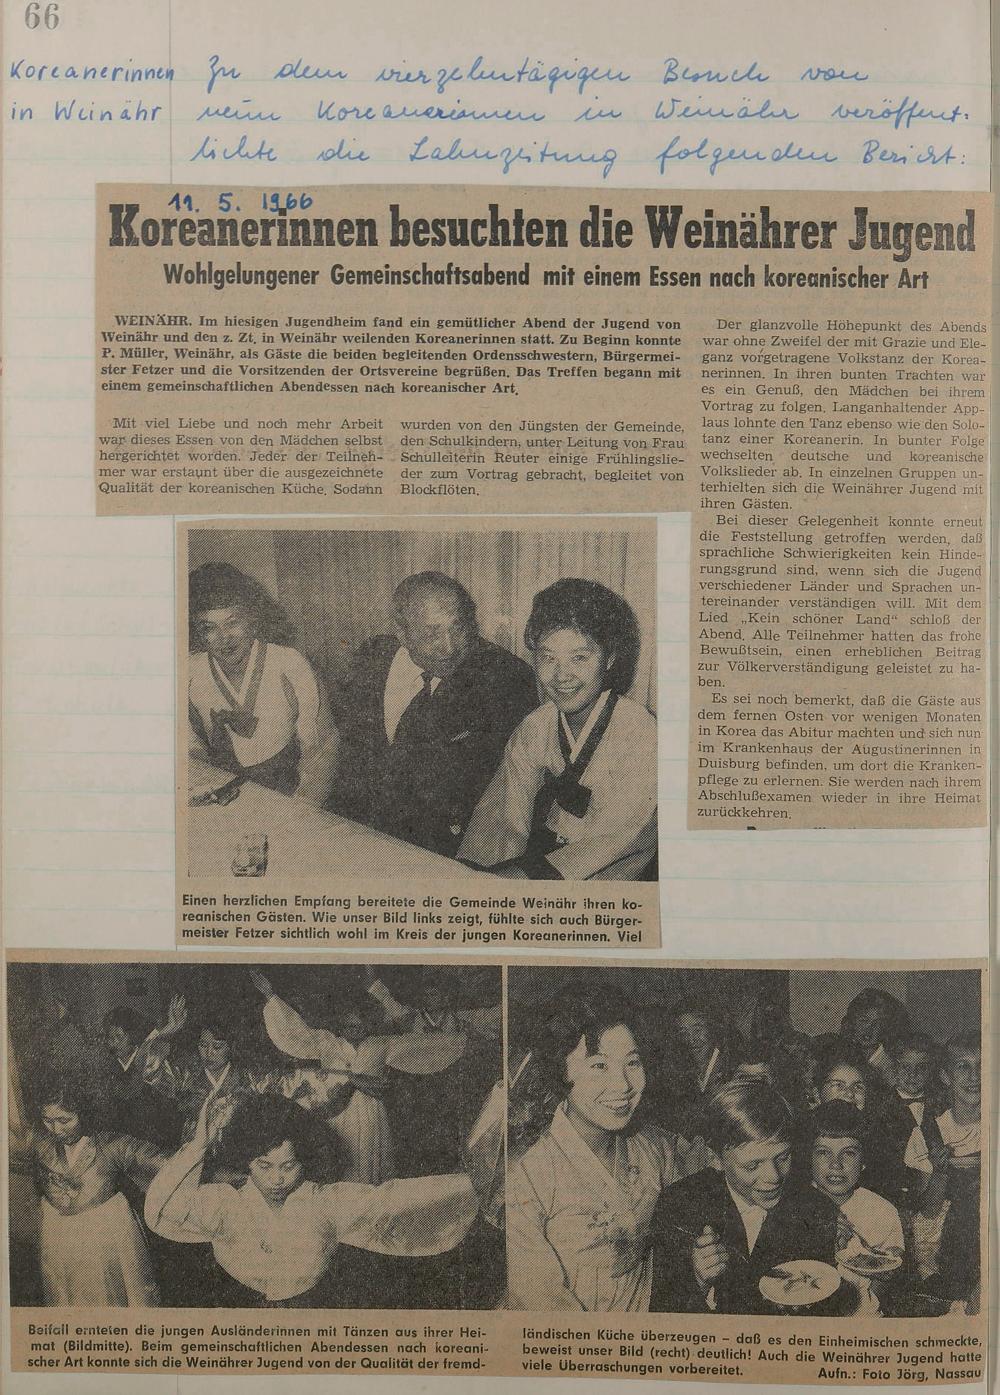 66
Koreanerinnen
in Weinähr
Zu dem vierzehntägigen Besuch von
neun Koreanerinnen in Weinähr veröffent-
lichte die Lahnzeitung folgenden Bericht:
11. 5. 1966
Koreanerinnen besuchten die Weinährer Jugend
Wohlgelungener Gemeinschaftsabend mit einem Essen nach koreanischer Art
WEINÄHR. Im hiesigen Jugendheim fand ein gemütlicher Abend der Jugend von
Weinähr und den z. Zt. in Weinähr weilenden Koreanerinnen statt. Zu Beginn konnte
P. Müller, Weinähr, als Gäste die beiden begleitenden Ordensschwestern, Bürgermei-
ster Fetzer und die Vorsitzenden der Ortsvereine begrüßen. Das Treffen begann mit
einem gemeinschaftlichen Abendessen nach koreanischer Art.
Mit viel Liebe und noch mehr Arbeit
war dieses Essen von den Mädchen selbst
hergerichtet worden. Jeder der Teilneh-
mer war erstaunt über die ausgezeichnete
Qualität der koreanischen Küche. Sodann
wurden von den Jüngsten der Gemeinde,
den Schulkindern, unter Leitung von Frau
Schulleiterin Reuter einige Frühlingslie-
der zum Vortrag gebracht, begleitet von
Blockflöten.
Der glanzvolle Höhepunkt des Abends
war ohne Zweifel der mit Grazie und Ele-
ganz vorgetragene Volkstanz der Korea-
nerinnen. In ihren bunten Trachten war
es ein Genuß, den Mädchen bei ihrem
Vortrag zu folgen. Langanhaltender App-
laus lohnte den Tanz ebenso wie den Solo-
tanz einer Koreanerin. In bunter Folge
wechselten deutsche und koreanische
Volkslieder ab. In einzelnen Gruppen un-
terhielten sich die Weinährer Jugend mit
ihren Gästen.
Bei dieser Gelegenheit konnte erneut
die Feststellung getroffen werden, daß
sprachliche Schwierigkeiten kein Hinde-
rungsgrund sind, wenn sich die Jugend
verschiedener Länder und Sprachen un-
tereinander verständigen will. Mit dem
Lied „Kein schöner Land“ schloß der
Abend. Alle Teilnehmer hatten das frohe
Bewußtsein, einen erheblichen Beitrag
zur Völkerverständigung geleistet zu ha-
ben.
Es sei noch bemerkt, daß die Gäste aus
dem fernen Osten vor wenigen Monaten
in Korea das Abitur machten und sich nun
im Krankenhaus der Augustinerinnen in
Duisburg befinden, um dort die Kranken-
pflege zu erlernen. Sie werden nach ihrem
Abschlußexamen wieder in ihre Heimat
zurückkehren.
Einen herzlichen Empfang bereitete die Gemeinde Weinähr ihren ko-
reanischen Gästen. Wie unser Bild links zeigt, fühlte sich auch Bürger-
meister Fetzer sichtlich wohl im Kreis der jungen Koreanerinnen. Viel
Beifall ernteten die jungen Ausländerinnen mit Tänzen aus ihrer Hei-
mat (Bildmitte). Beim gemeinschaftlichen Abendessen nach koreani-
scher Art konnte sich die Weinährer Jugend von der Qualität der fremd-
ländischen Küche überzeugen – daß es den Einheimischen schmeckte,
beweist unser Bild (recht) deutlich! Auch die Weinährer Jugend hatte
viele Überraschungen vorbereitet. Aufn.: Foto Jörg, Nassau